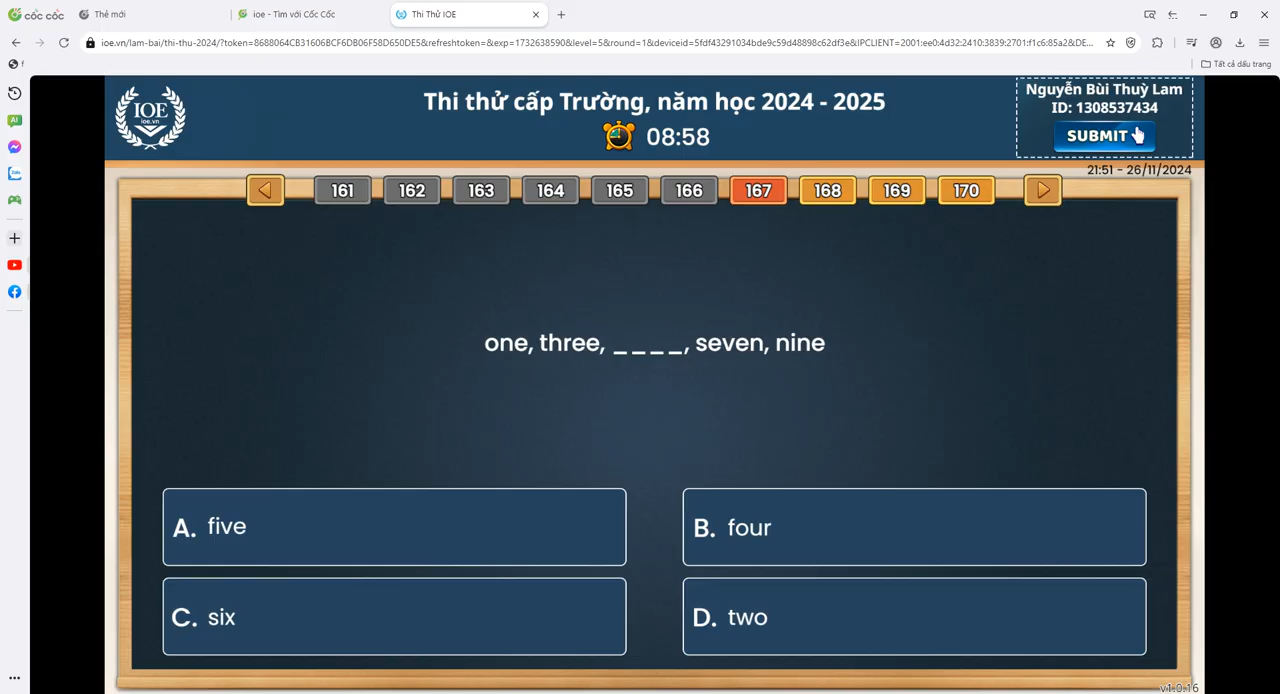 cốc cốc
Thẻ mới
ioe - Tìm với Cốc Cốc
Thi Thử IOE
ioe.vn/lam-bai/thi-thu-2024/?token=8688064CB31606BCF6DB06F58D650DE5&refreshtoken=&exp=1732638590&level=5&round=1&deviceid=5fdf43291034bde9c59d48898c62df3e&IPCLIENT=2001:ee0:4d32:2410:3839:2701:f1c6:85a2&DE...
Tất cả dấu trang
IOE
ioe.vn
Thi thử cấp Trường, năm học 2024 - 2025
08:58
Nguyễn Bùi Thuỳ Lam
ID: 1308537434
SUBMIT
21:51 - 26/11/2024
161 162 163 164 165 166 167 168 169 170
one, three, ____, seven, nine
A. five
B. four
C. six
D. two
v1.0.16